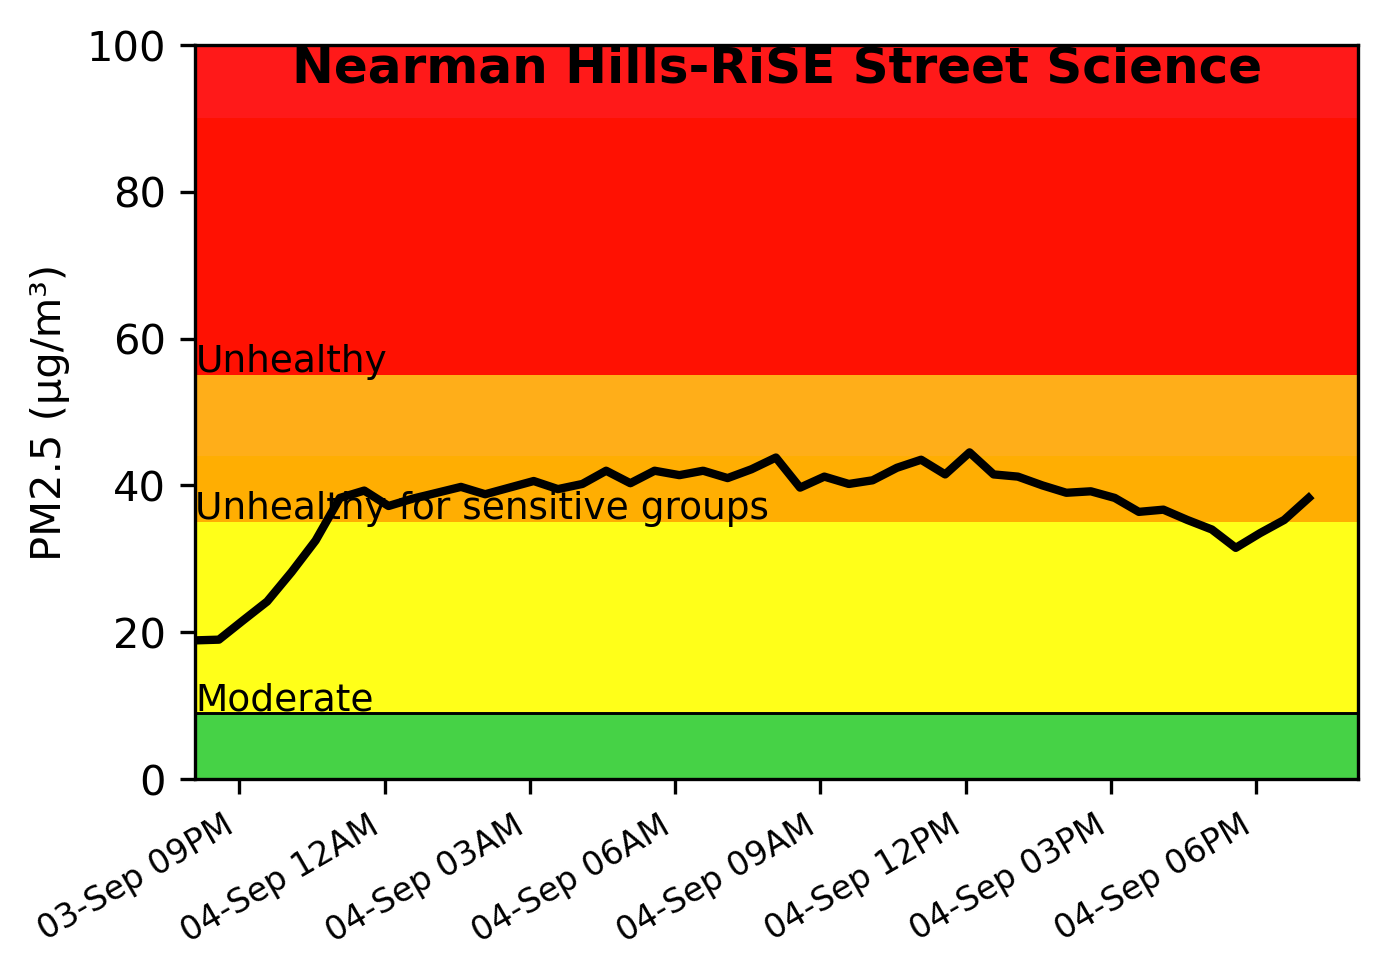 Nearman Hills-RiSE Street Science
100
80
60
40
20
0
PM2.5 (µg/m³)
Unhealthy
Unhealthy for sensitive groups
Moderate
03-Sep 09PM
04-Sep 12AM
04-Sep 03AM
04-Sep 06AM
04-Sep 09AM
04-Sep 12PM
04-Sep 03PM
04-Sep 06PM